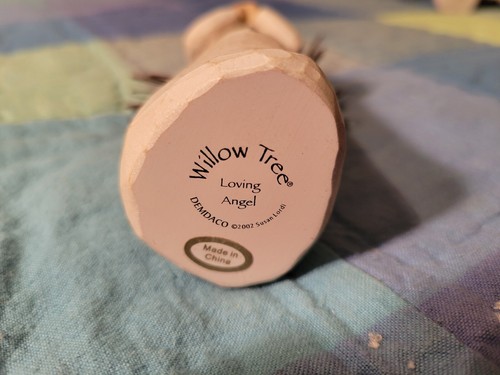 Willow Tree®
Loving
Angel
DEMDACO ©2002 Susan Lordi
Made in
China